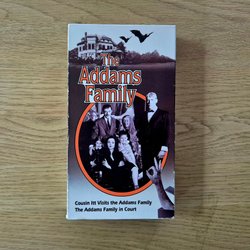 The
Addams
Family
Cousin Itt Visits the Addams Family
The Addams Family in Court